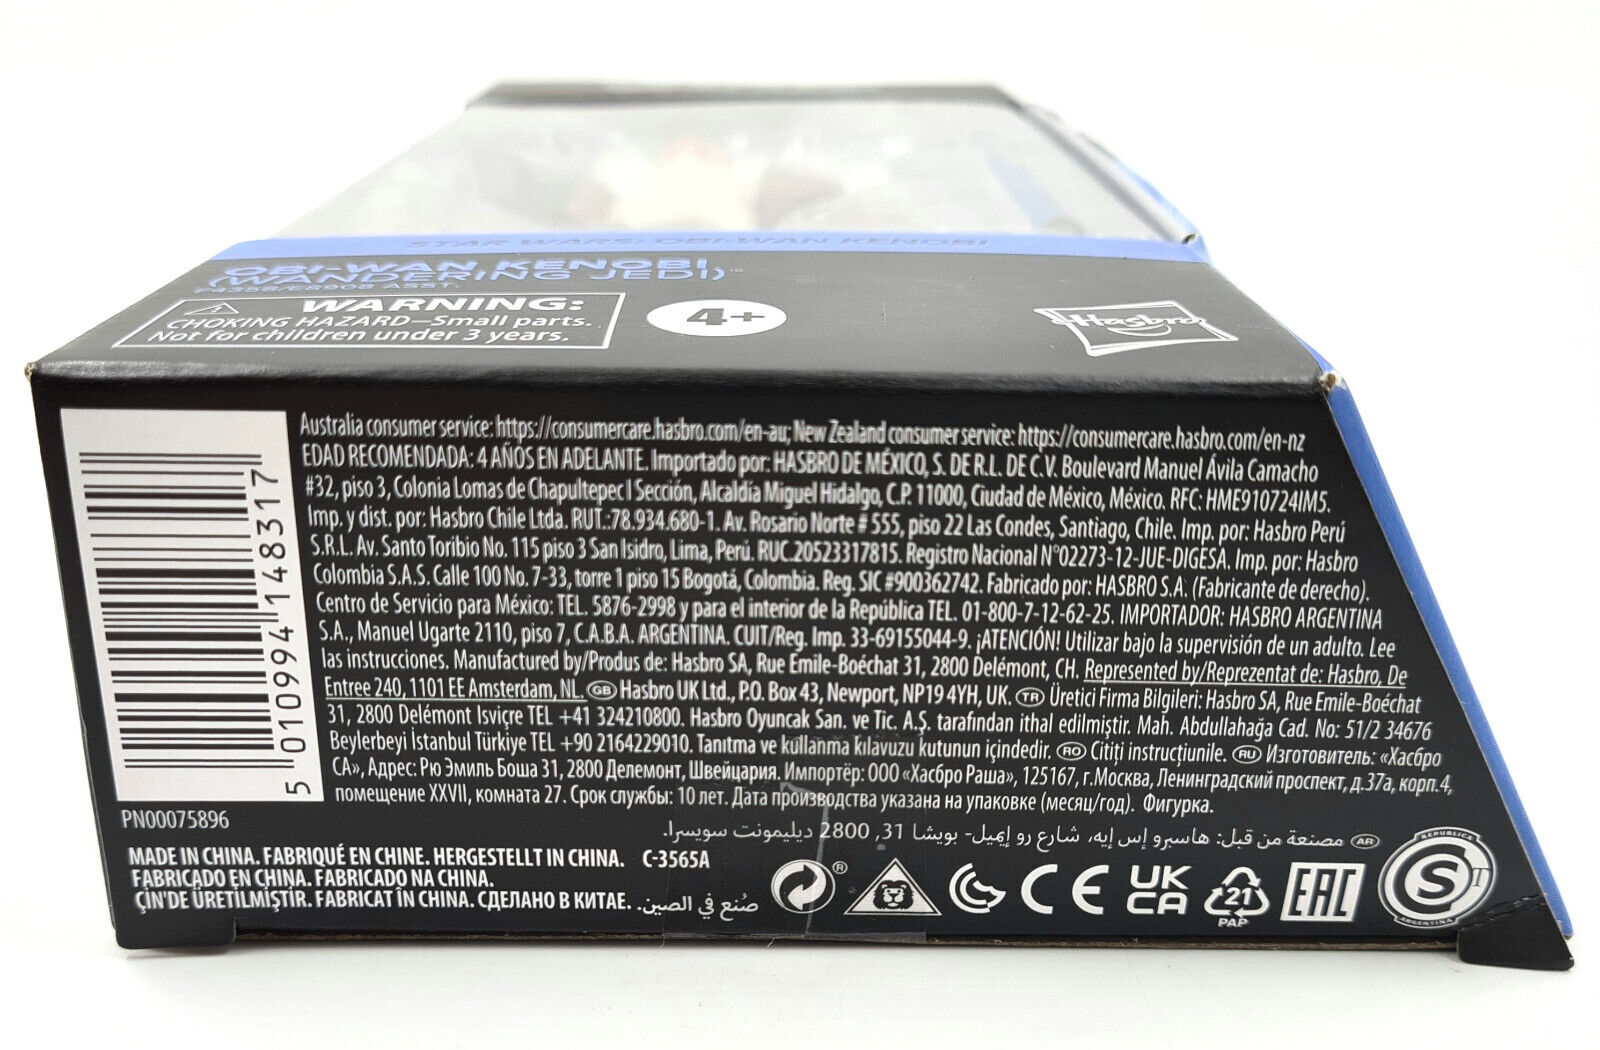 STAR WARS: OBI-WAN KENOBI
OBI-WAN KENOBI
(WANDERING JEDI)™
F4358/E8908 ASST.
WARNING:
CHOKING HAZARD—Small parts.
Not for children under 3 years.
4+
Hasbro
5 010994 148317
PN00075896
Australia consumer service: https://consumercare.hasbro.com/en-au; New Zealand consumer service: https://consumercare.hasbro.com/en-nz
EDAD RECOMENDADA: 4 AÑOS EN ADELANTE. Importado por: HASBRO DE MÉXICO, S. DE R.L. DE C.V. Boulevard Manuel Ávila Camacho
#32, piso 3, Colonia Lomas de Chapultepec I Sección, Alcaldía Miguel Hidalgo, C.P. 11000, Ciudad de México, México. RFC: HME910724IM5.
Imp. y dist. por: Hasbro Chile Ltda. RUT.:78.934.680-1. Av. Rosario Norte # 555, piso 22 Las Condes, Santiago, Chile. Imp. por: Hasbro Perú
S.R.L. Av. Santo Toribio No. 115 piso 3 San Isidro, Lima, Perú. RUC.20523317815. Registro Nacional N°02273-12-JUE-DIGESA. Imp. por: Hasbro
Colombia S.A.S. Calle 100 No. 7-33, torre 1 piso 15 Bogotá, Colombia. Reg. SIC #900362742. Fabricado por: HASBRO S.A. (Fabricante de derecho).
Centro de Servicio para México: TEL. 5876-2998 y para el interior de la República TEL. 01-800-7-12-62-25. IMPORTADOR: HASBRO ARGENTINA
S.A., Manuel Ugarte 2110, piso 7, C.A.B.A. ARGENTINA. CUIT/Reg. Imp. 33-69155044-9. ¡ATENCIÓN! Utilizar bajo la supervisión de un adulto. Lee
las instrucciones. Manufactured by/Produs de: Hasbro SA, Rue Emile-Boéchat 31, 2800 Delémont, CH. Represented by/Reprezentat de: Hasbro, De
Entree 240, 1101 EE Amsterdam, NL. GB Hasbro UK Ltd., P.O. Box 43, Newport, NP19 4YH, UK. TR Üretici Firma Bilgileri: Hasbro SA, Rue Emile-Boéchat
31, 2800 Delémont Isviçre TEL +41 324210800. Hasbro Oyuncak San. ve Tic. A.Ş. tarafından ithal edilmiştir. Mah. Abdullahağa Cad. No: 51/2 34676
Beylerbeyi İstanbul Türkiye TEL +90 2164229010. Tanıtma ve kullanma kılavuzu kutunun içindedir. RO Citiți instrucțiunile. RU Изготовитель: «Хасбро
СА», Адрес: Рю Эмиль Боша 31, 2800 Делемонт, Швейцария. Импортёр: ООО «Хасбро Раша», 125167, г.Москва, Ленинградский проспект, д.37а, корп.4,
помещение XXVII, комната 27. Срок службы: 10 лет. Дата производства указана на упаковке (месяц/год). Фигурка.
AR مصنعة من قبل: هاسبرو إس إيه، شارع رو إيميل- بويشا 31, 2800 ديليمونت سويسرا.
MADE IN CHINA. FABRIQUÉ EN CHINE. HERGESTELLT IN CHINA. C-3565A
FABRICADO EN CHINA. FABRICADO NA CHINA.
ÇİN'DE ÜRETİLMİŞTİR. FABRICAT ÎN CHINA. СДЕЛАНО В КИТАЕ. صُنع في الصين.
® CE UK CA 21 PAP EAC REPUBLICA ST ARGENTINA